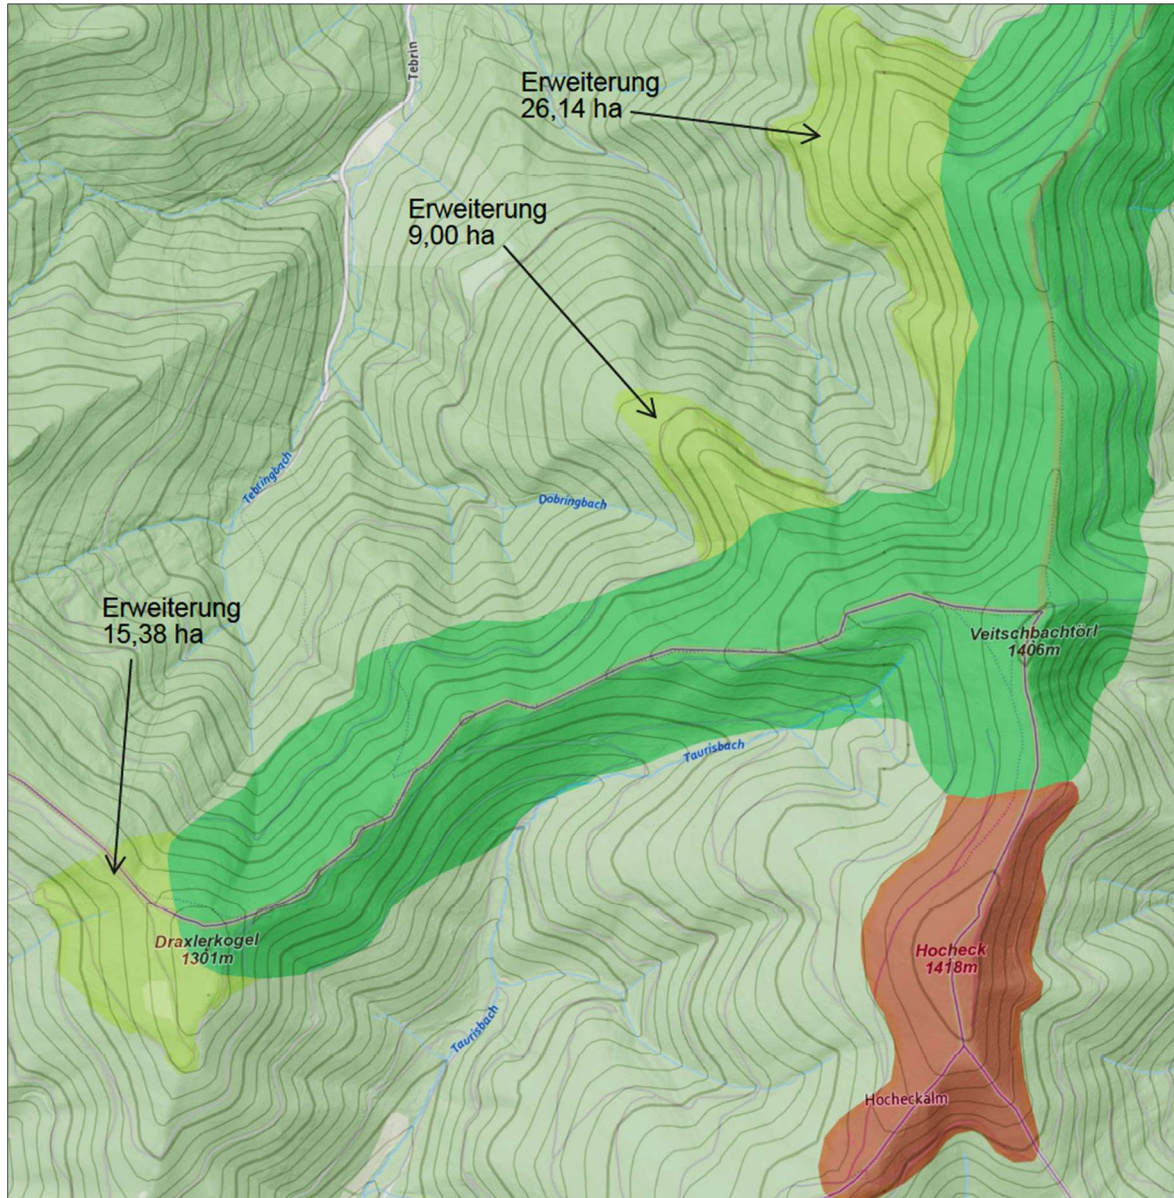 Tebrin
Erweiterung
26,14 ha
Erweiterung
9,00 ha
Tebringbach
Döbringbach
Erweiterung
15,38 ha
Veitschbachtörl
1406m
Taurisbach
Draxlerkogel
1301m
Hocheck
1418m
Taurisbach
Hocheckalm